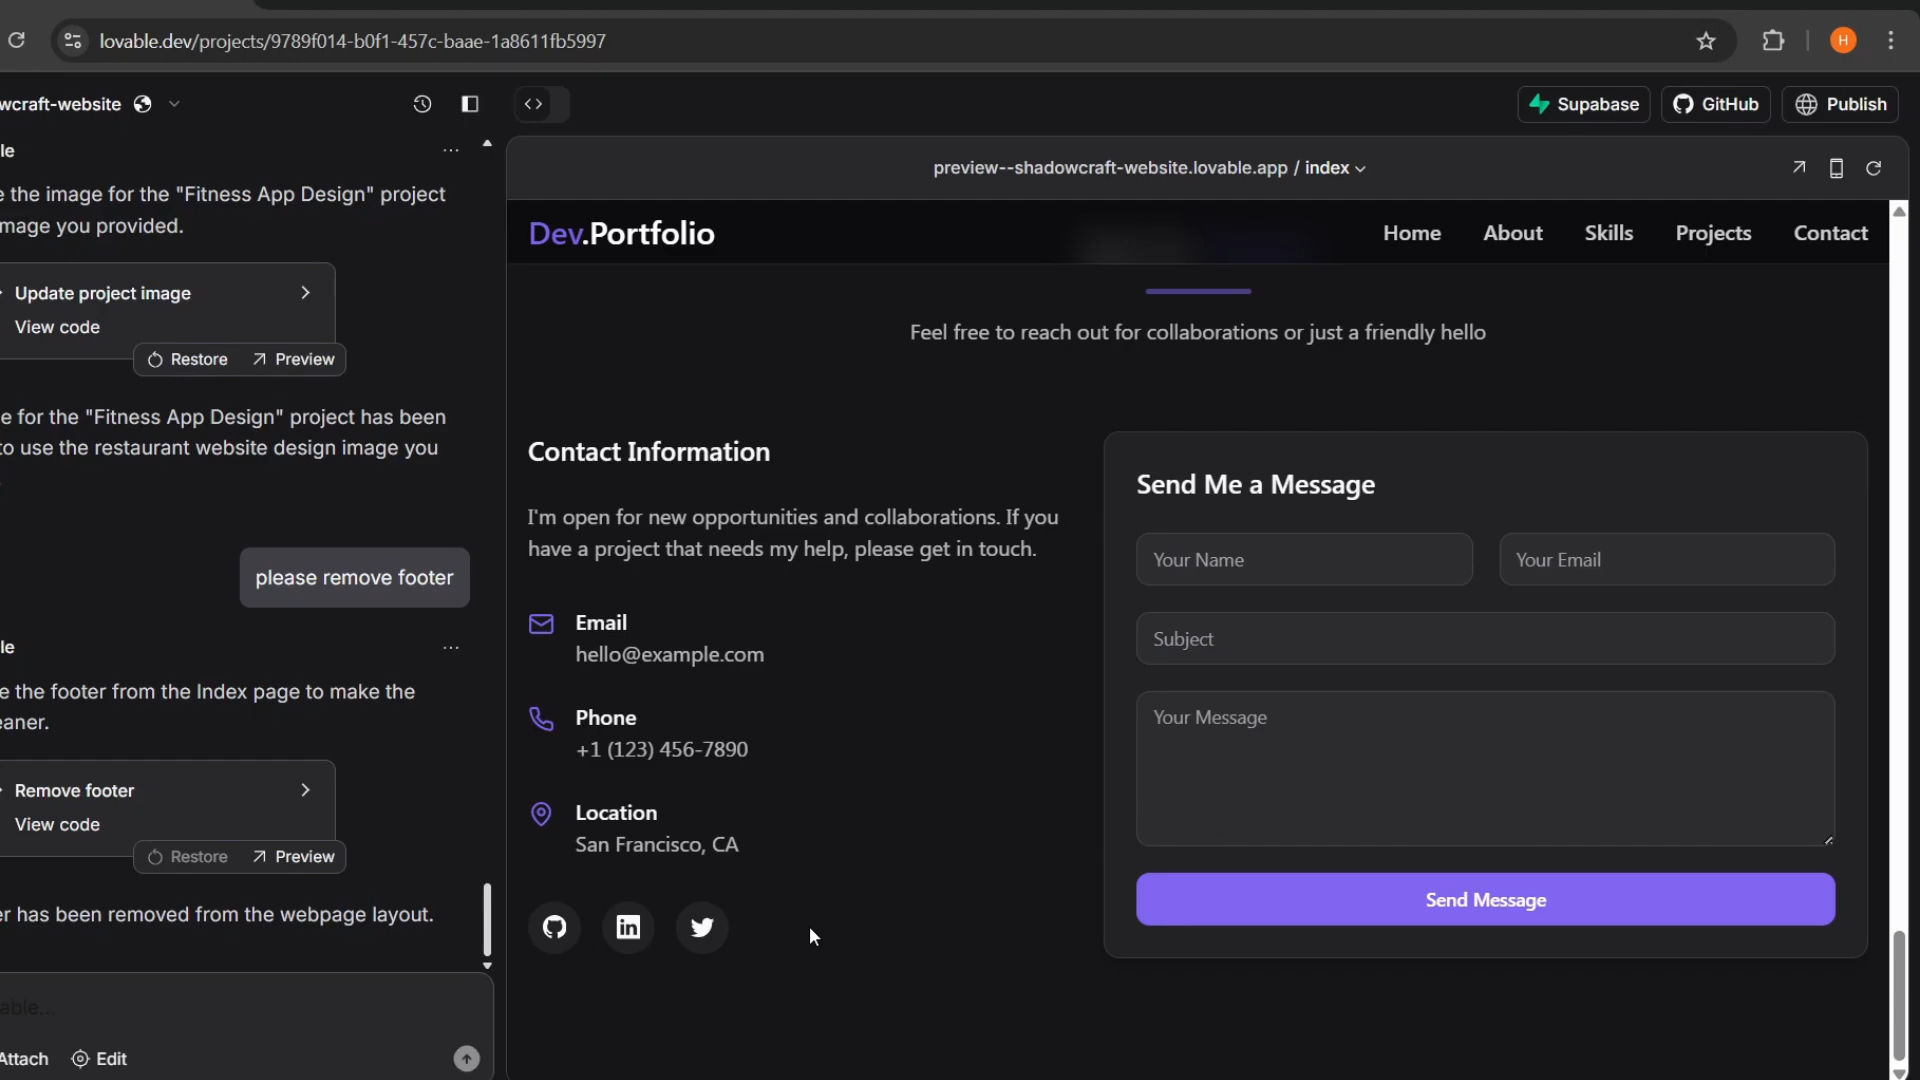 lovable.dev/projects/9789f014-b0f1-457c-baae-1a8611fb5997
H
wcraft-website
Supabase
GitHub
Publish
le
e the image for the "Fitness App Design" project
mage you provided.
Update project image
View code
Restore
Preview
e for the "Fitness App Design" project has been
to use the restaurant website design image you
please remove footer
le
e the footer from the Index page to make the
eaner.
Remove footer
View code
Restore
Preview
er has been removed from the webpage layout.
able...
Attach
Edit
preview--shadowcraft-website.lovable.app / index
Dev.Portfolio
Home
About
Skills
Projects
Contact
Feel free to reach out for collaborations or just a friendly hello
Contact Information
I'm open for new opportunities and collaborations. If you
have a project that needs my help, please get in touch.
Email
hello@example.com
Phone
+1 (123) 456-7890
Location
San Francisco, CA
in
Send Me a Message
Your Name
Your Email
Subject
Your Message
Send Message